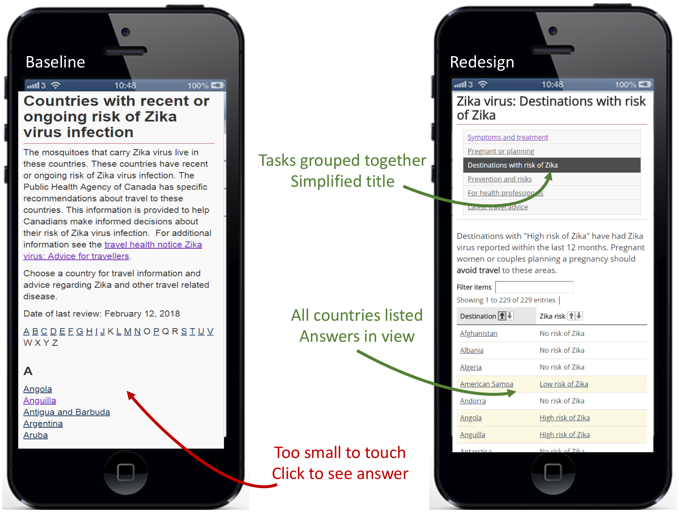 Baseline
3 10:48 100%
Countries with recent or
ongoing risk of Zika
virus infection
The mosquitoes that carry Zika virus live in
these countries. These countries have recent
or ongoing risk of Zika virus infection. The
Public Health Agency of Canada has specific
recommendations about travel to these
countries. This information is provided to help
Canadians make informed decisions about
their risk of Zika virus infection. For additional
information see the travel health notice Zika
virus: Advice for travellers.
Choose a country for travel information and
advice regarding Zika and other travel related
disease.
Date of last review: February 12, 2018
A B C D E F G H I J K L M N O P Q R S T U V
W X Y Z
A
Angola
Anguilla
Antigua and Barbuda
Argentina
Aruba
Tasks grouped together
Simplified title
All countries listed
Answers in view
Too small to touch
Click to see answer
Redesign
3 10:48 100%
Zika virus: Destinations with risk
of Zika
Symptoms and treatment
Pregnant or planning
Destinations with risk of Zika
Prevention and risks
For health professionals
Latest travel advice
Destinations with "High risk of Zika" have had Zika
virus reported within the last 12 months. Pregnant
women or couples planning a pregnancy should
avoid travel to these areas.
Filter items
Showing 1 to 229 of 229 entries |
Destination Zika risk
Afghanistan No risk of Zika
Albania No risk of Zika
Algeria No risk of Zika
American Samoa Low risk of Zika
Andorra No risk of Zika
Angola High risk of Zika
Anguilla High risk of Zika
Antarctica No risk of Zika